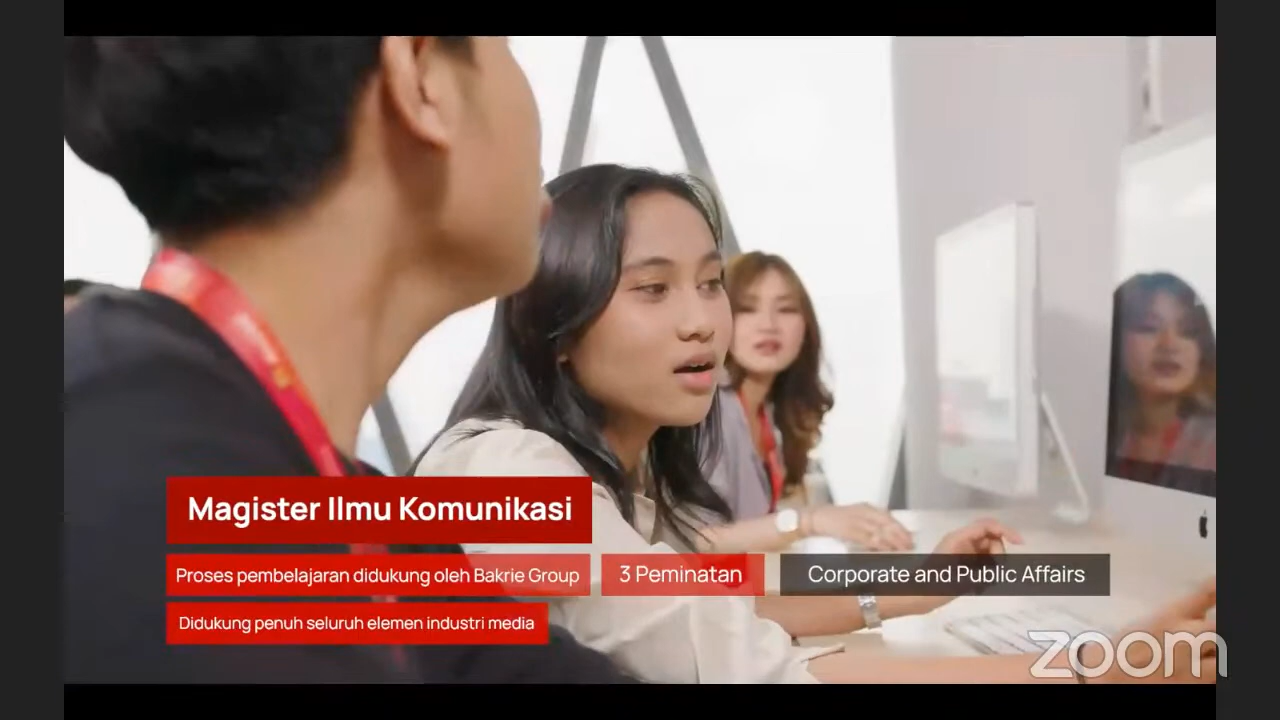 Magister Ilmu Komunikasi
Proses pembelajaran didukung oleh Bakrie Group
3 Peminatan
Corporate and Public Affairs
Didukung penuh seluruh elemen industri media
zoom